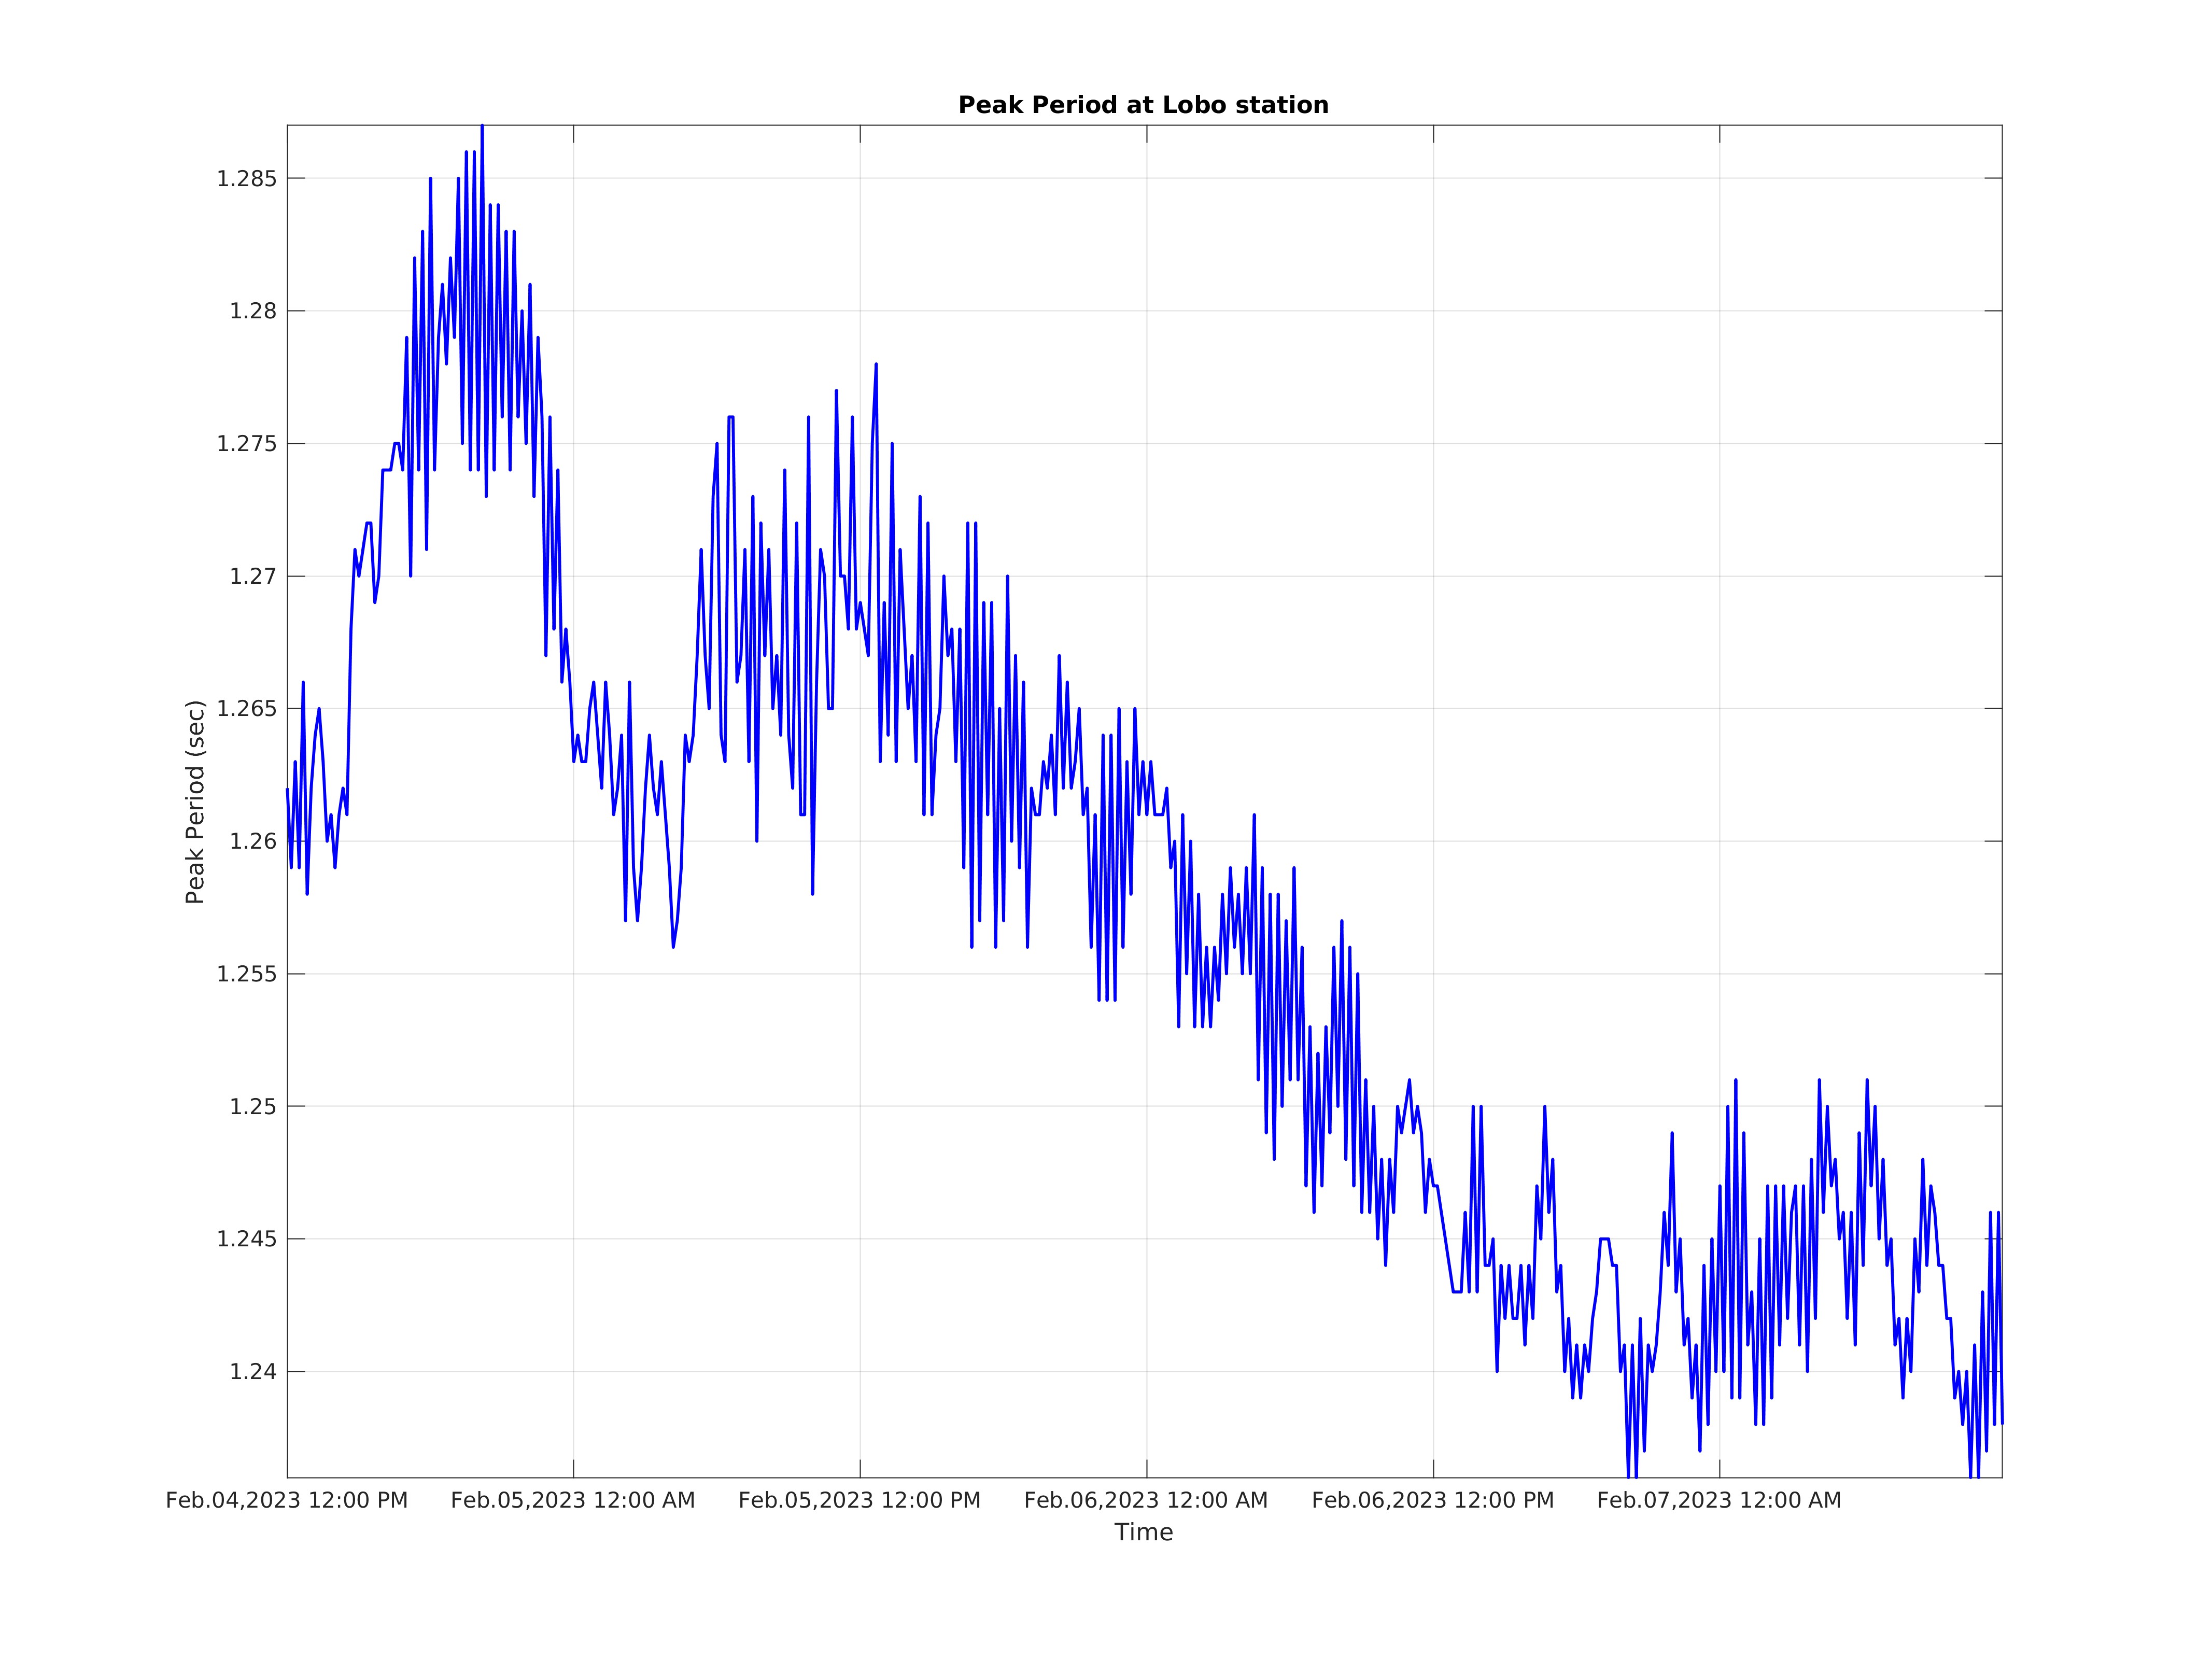 Peak Period at Lobo station
Peak Period (sec)
1.285
1.28
1.275
1.27
1.265
1.26
1.255
1.25
1.245
1.24
Feb.04,2023 12:00 PM
Feb.05,2023 12:00 AM
Feb.05,2023 12:00 PM
Feb.06,2023 12:00 AM
Feb.06,2023 12:00 PM
Feb.07,2023 12:00 AM
Time